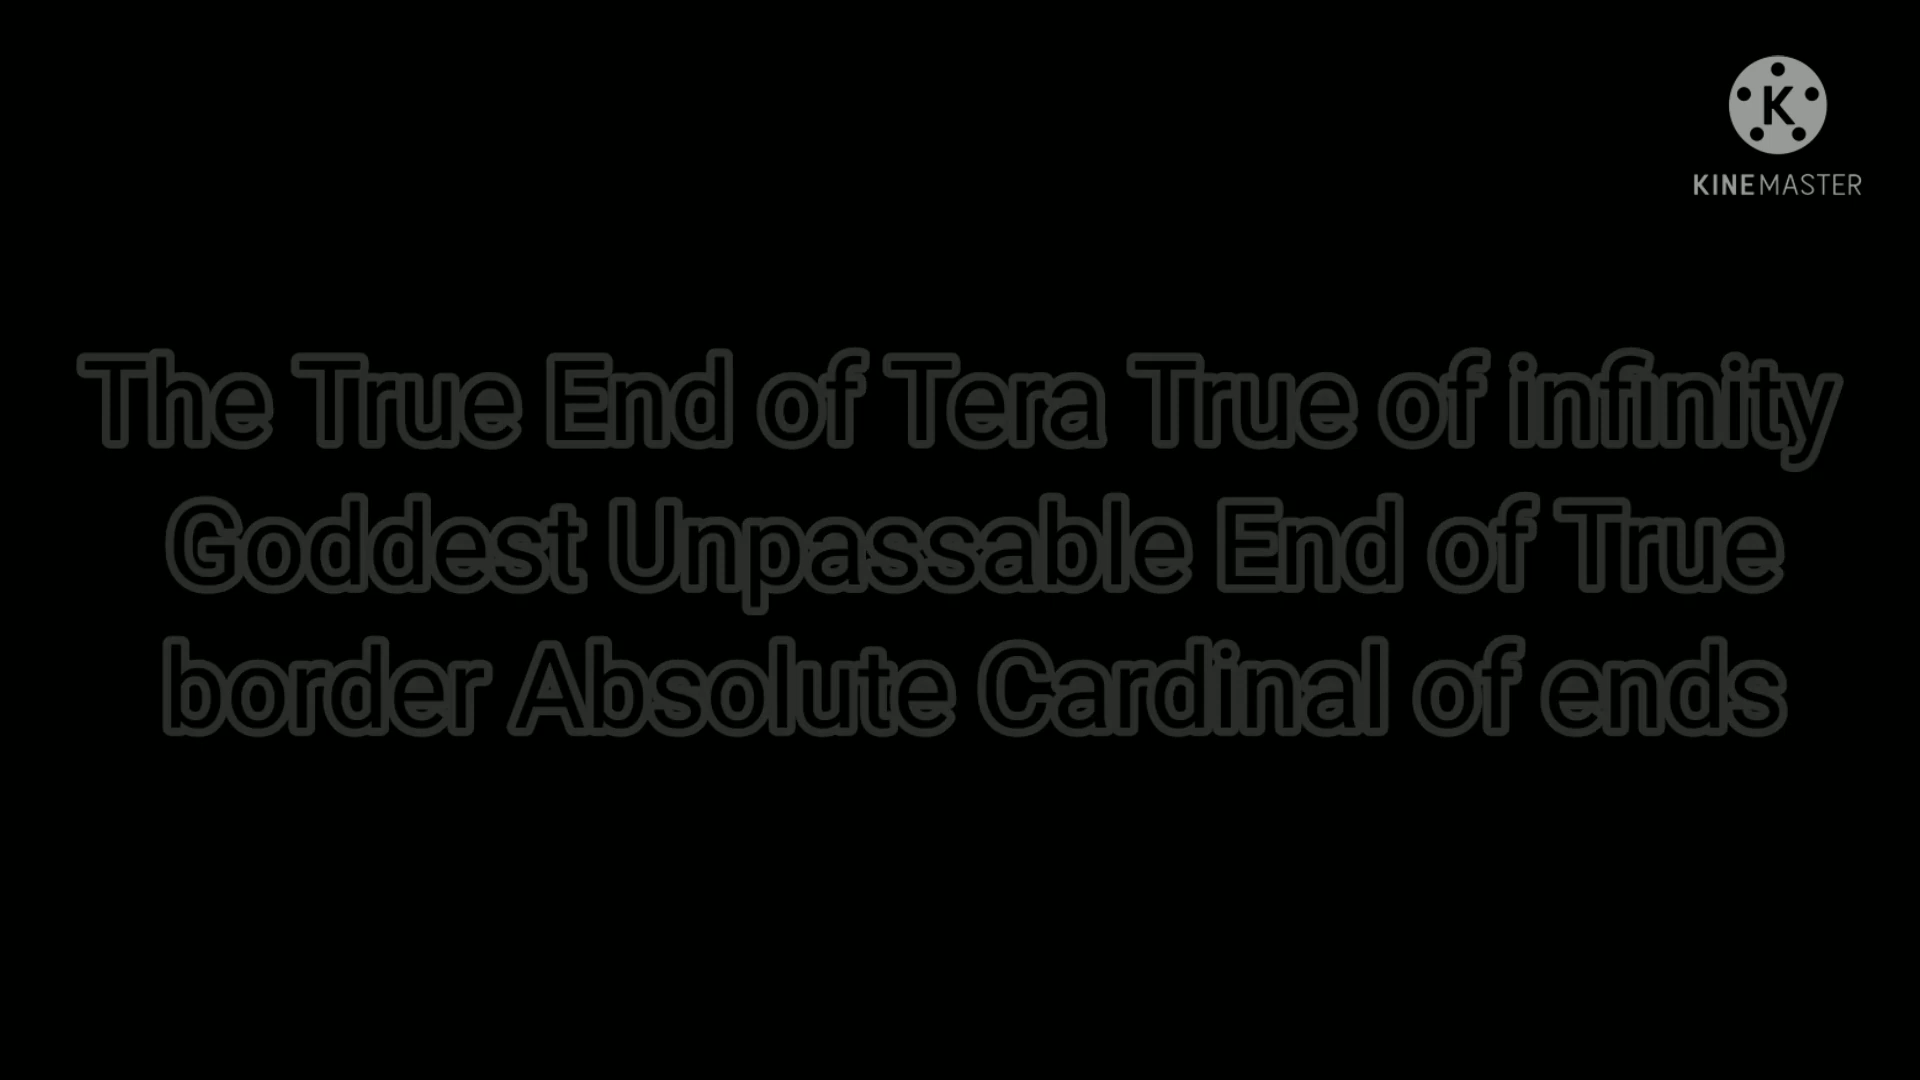 K
KINEMASTER
The True End of Tera True of infinity
Goddest Unpassable End of True
border Absolute Cardinal of ends